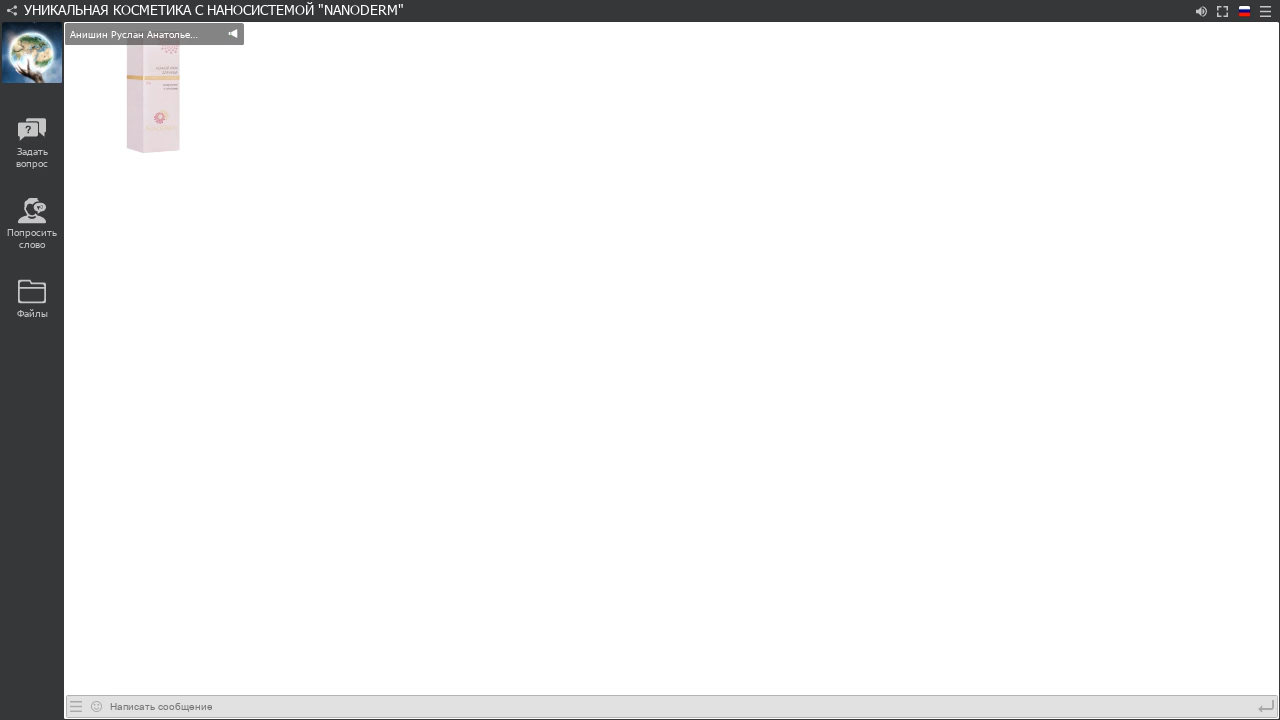 УНИКАЛЬНАЯ КОСМЕТИКА С НАНОСИСТЕМОЙ "NANODERM"
Анишин Руслан Анатолье...
Задать
вопрос
Попросить
слово
Файлы
Написать сообщение